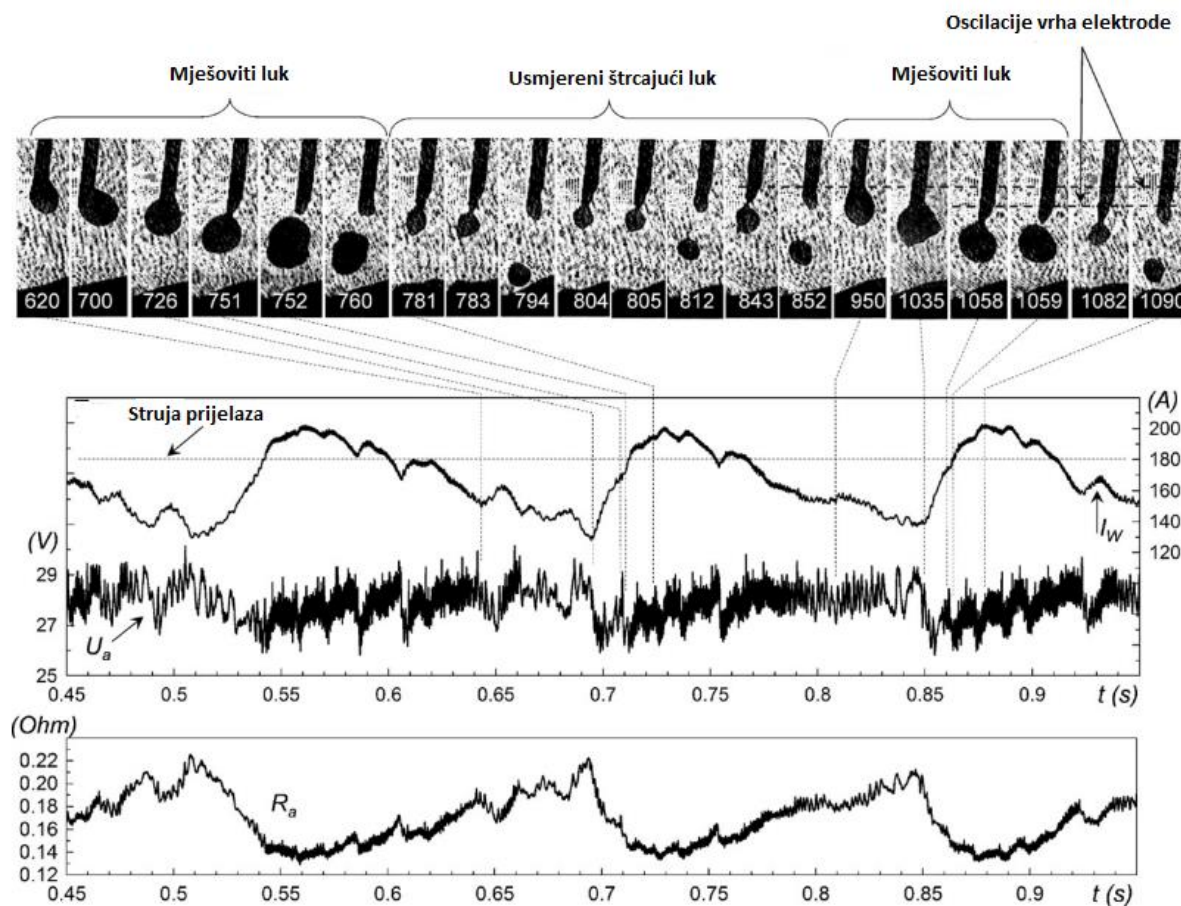 Oscilacije vrha elektrode
Mješoviti luk
Usmjereni štrcajući luk
Mješoviti luk
620 700 726 751 752 760 781 783 794 804 805 812 843 852 950 1035 1058 1059 1082 1090
Struja prijelaza
(A)
200
180
160
140
120
I_W
(V)
29
27
25
U_a
0.45 0.5 0.55 0.6 0.65 0.7 0.75 0.8 0.85 0.9 t (s)
(Ohm)
0.22
0.20
0.18
0.16
0.14
0.12
R_a
0.45 0.5 0.55 0.6 0.65 0.7 0.75 0.8 0.85 0.9 t (s)